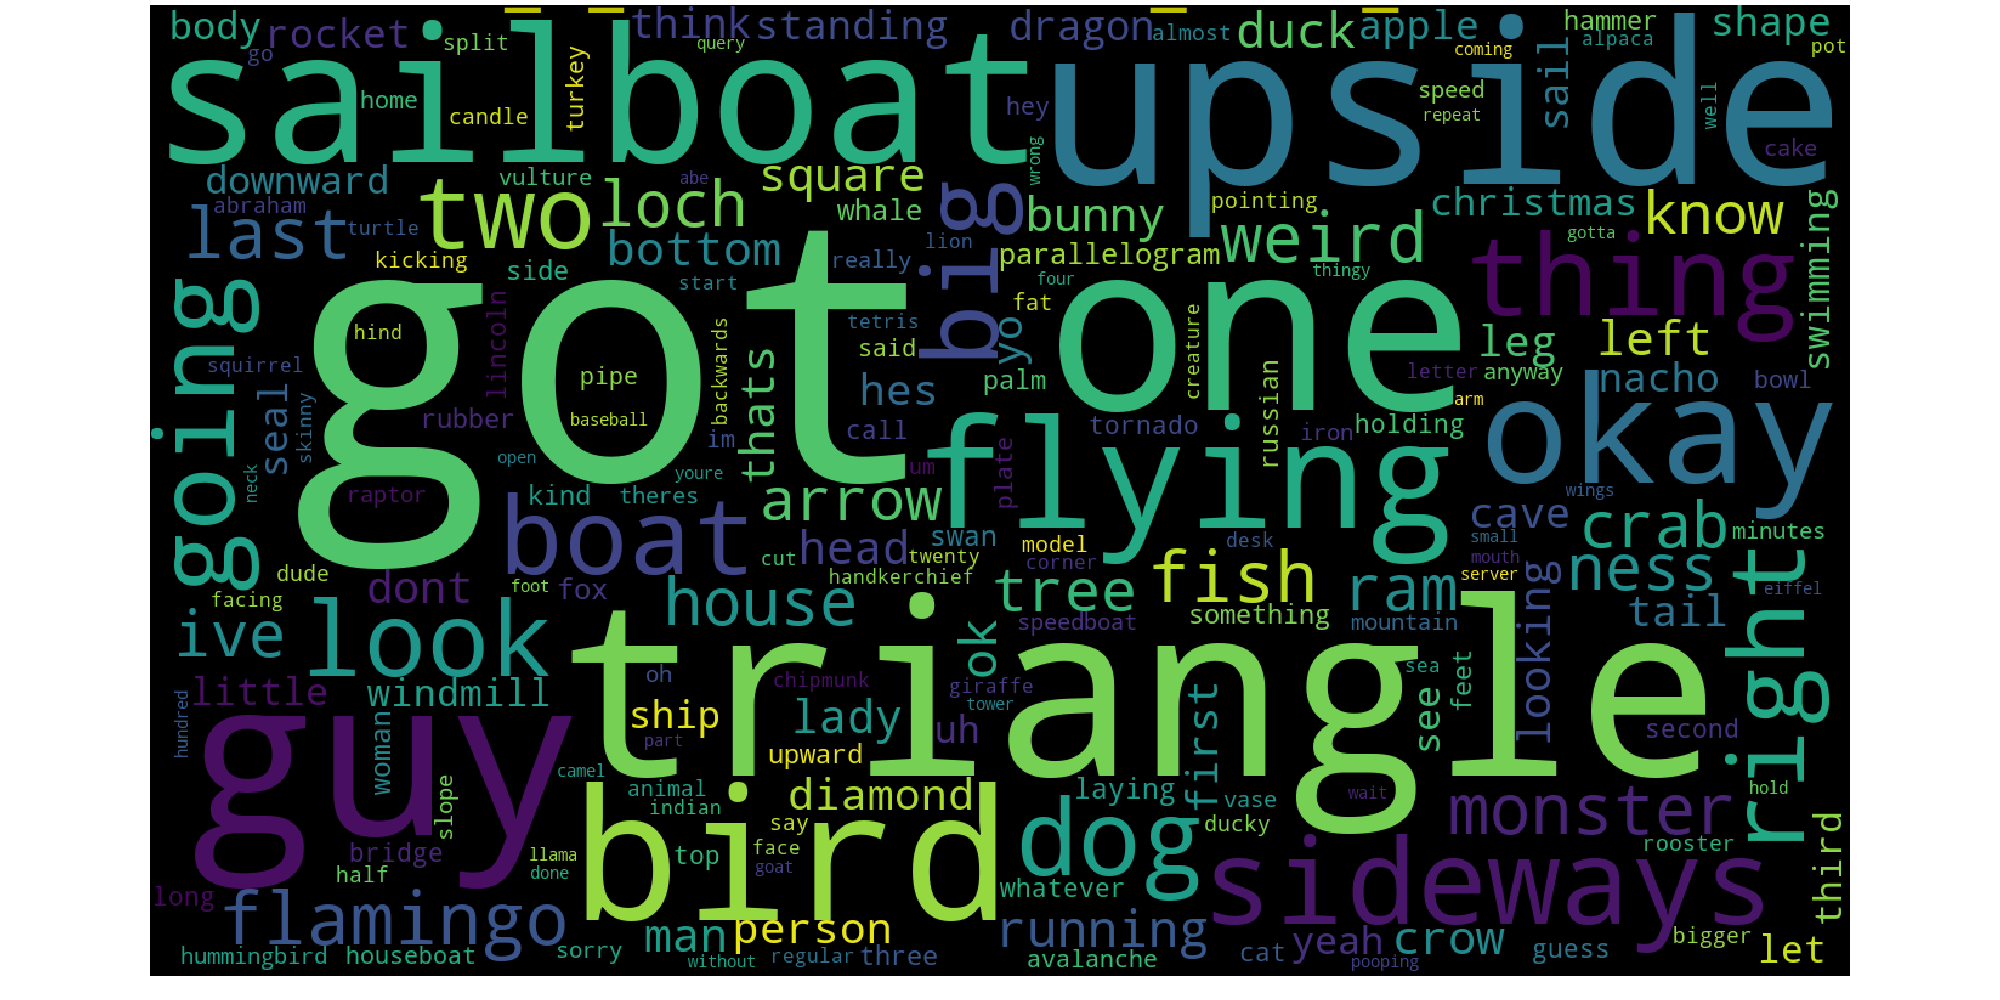 body rocket split think standing query dragon almost duck apple hammer shape
go sailboat upside coming alpaca pot
home candle turkey hey speed repeat sail well cake
downward vulture abe square wrong
abraham last turtle two loch whale big bunny pointing weird christmas know
kicking side bottom start really lion parallelogram four thingy gotta thing swimming
going hind lincoln got tetris said fat yo one creature leg left
squirrel pipe backwards thats hes palm letter anyway nacho bowl
seal skinny rubber baseball im call tornado russian iron holding arm okay
neck raptor open youre um plate flying wings
kind theres arrow boat swan cave crab minutes
dude dont foot fox cut head twenty model corner desk small mouth ness
facing handkerchief tree fish ram server eiffel
ive look house speedboat something mountain looking tail right
little windmill oh chipmunk ok giraffe triangle sea feet see
hundred woman ship part lady uh tower first second
guy slope camel upward animal indian diamond laying vase wait monster hold
bridge llama bird say face top dog ducky rooster third
long half done goat whatever sideways
flamingo man person running yeah crow bigger let
hummingbird houseboat sorry without regular three avalanche cat pooping guess